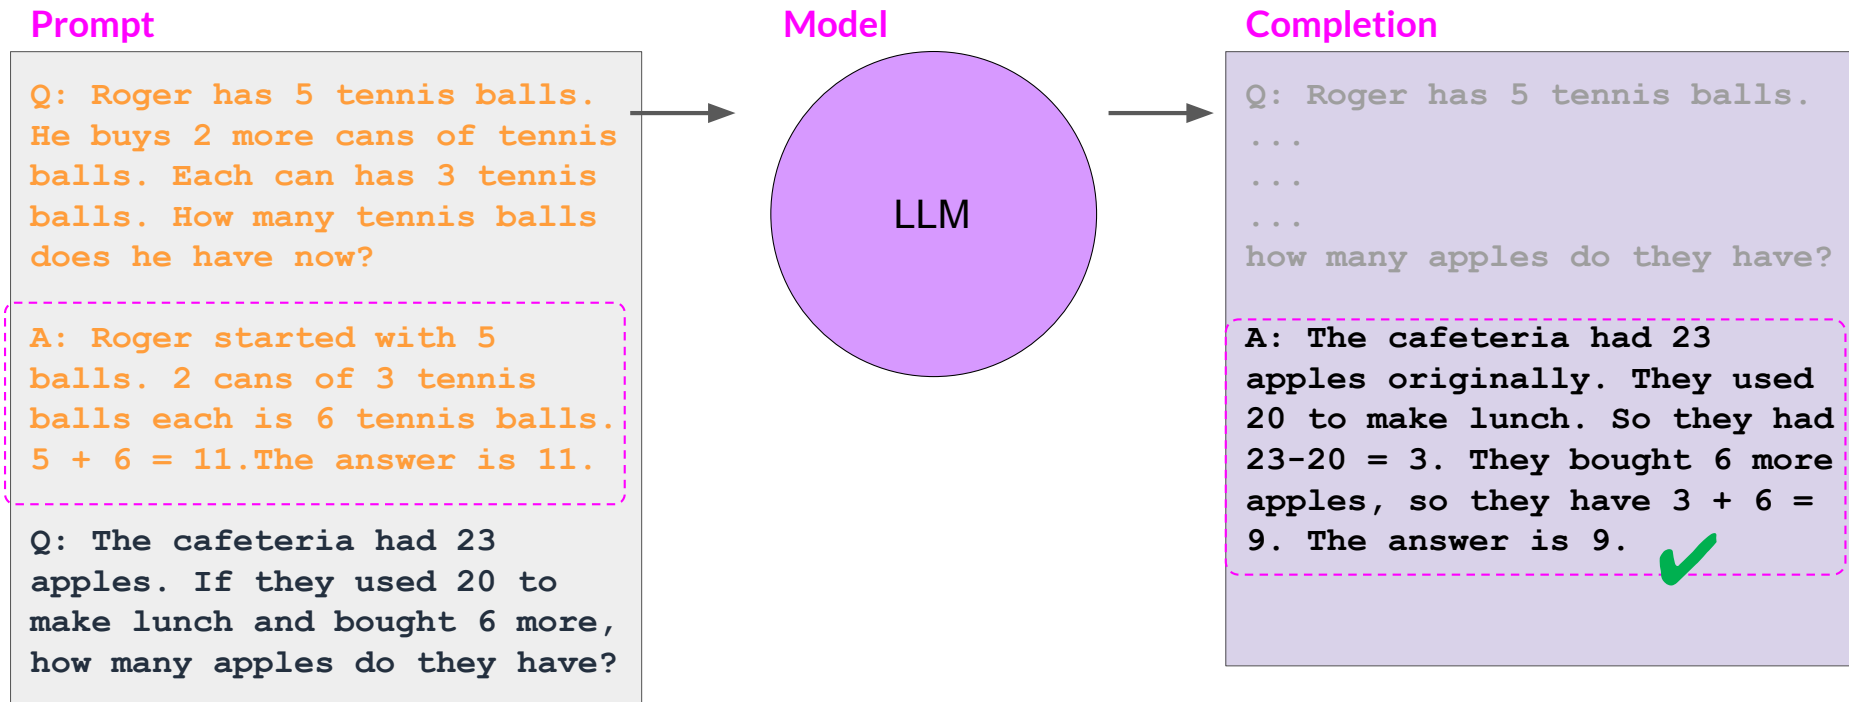 Prompt
Q: Roger has 5 tennis balls.
He buys 2 more cans of tennis
balls. Each can has 3 tennis
balls. How many tennis balls
does he have now?
A: Roger started with 5
balls. 2 cans of 3 tennis
balls each is 6 tennis balls.
5 + 6 = 11.The answer is 11.
Q: The cafeteria had 23
apples. If they used 20 to
make lunch and bought 6 more,
how many apples do they have?
Model
LLM
Completion
Q: Roger has 5 tennis balls.
...
...
...
how many apples do they have?
A: The cafeteria had 23
apples originally. They used
20 to make lunch. So they had
23-20 = 3. They bought 6 more
apples, so they have 3 + 6 =
9. The answer is 9.